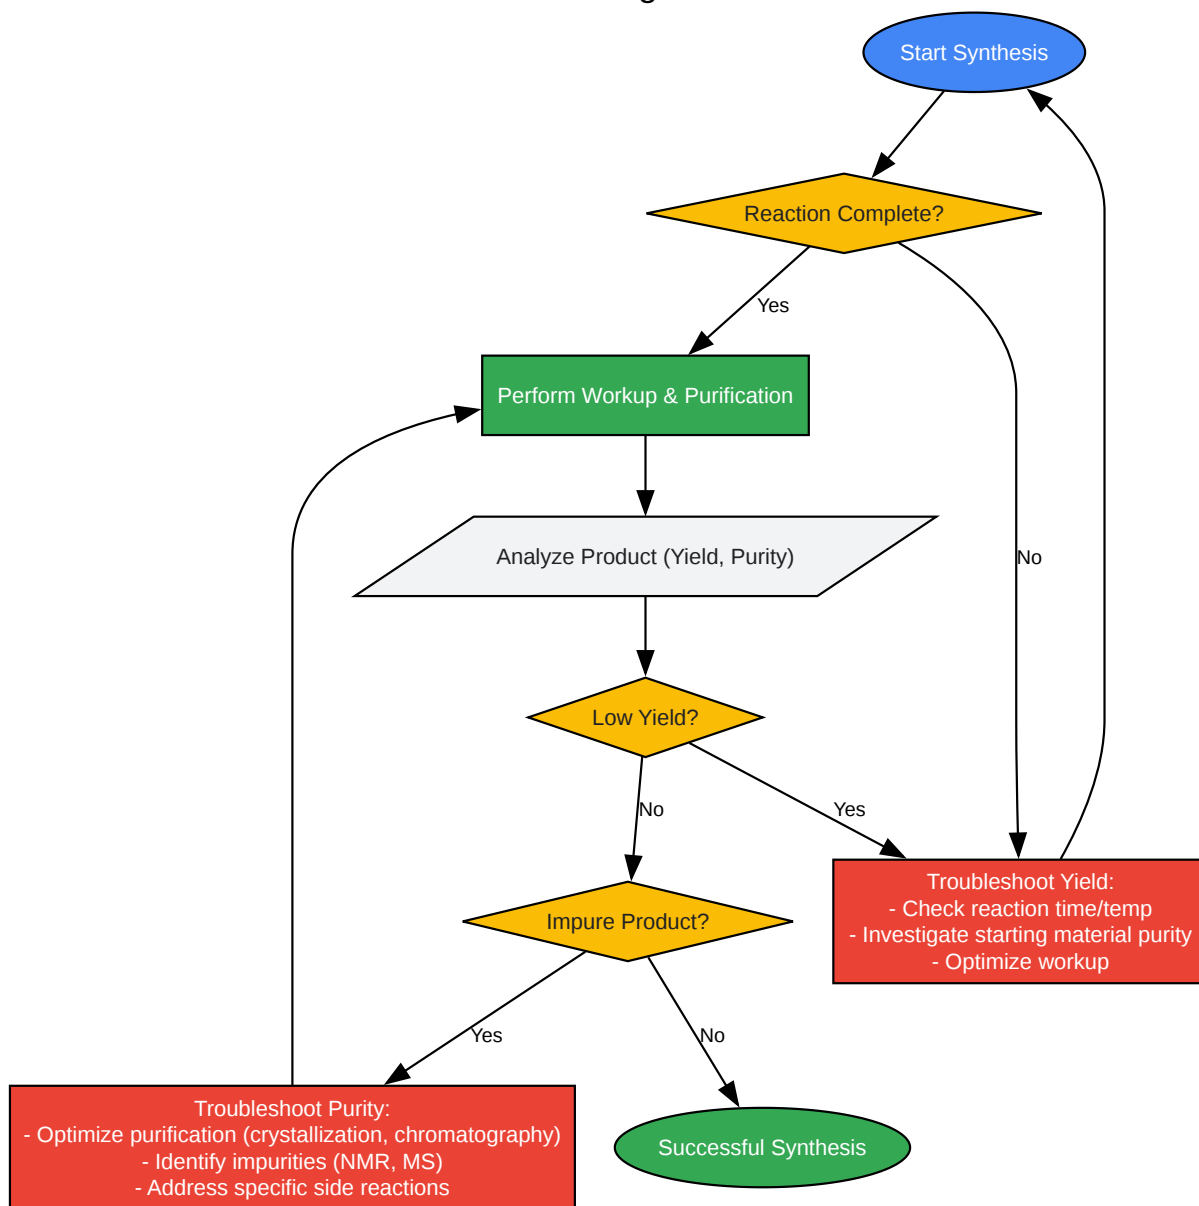 Start Synthesis
Reaction Complete?
Yes
Perform Workup & Purification
Analyze Product (Yield, Purity)
No
Low Yield?
No
Yes
Troubleshoot Yield:
- Check reaction time/temp
- Investigate starting material purity
- Optimize workup
Impure Product?
Yes
No
Troubleshoot Purity:
- Optimize purification (crystallization, chromatography)
- Identify impurities (NMR, MS)
- Address specific side reactions
Successful Synthesis